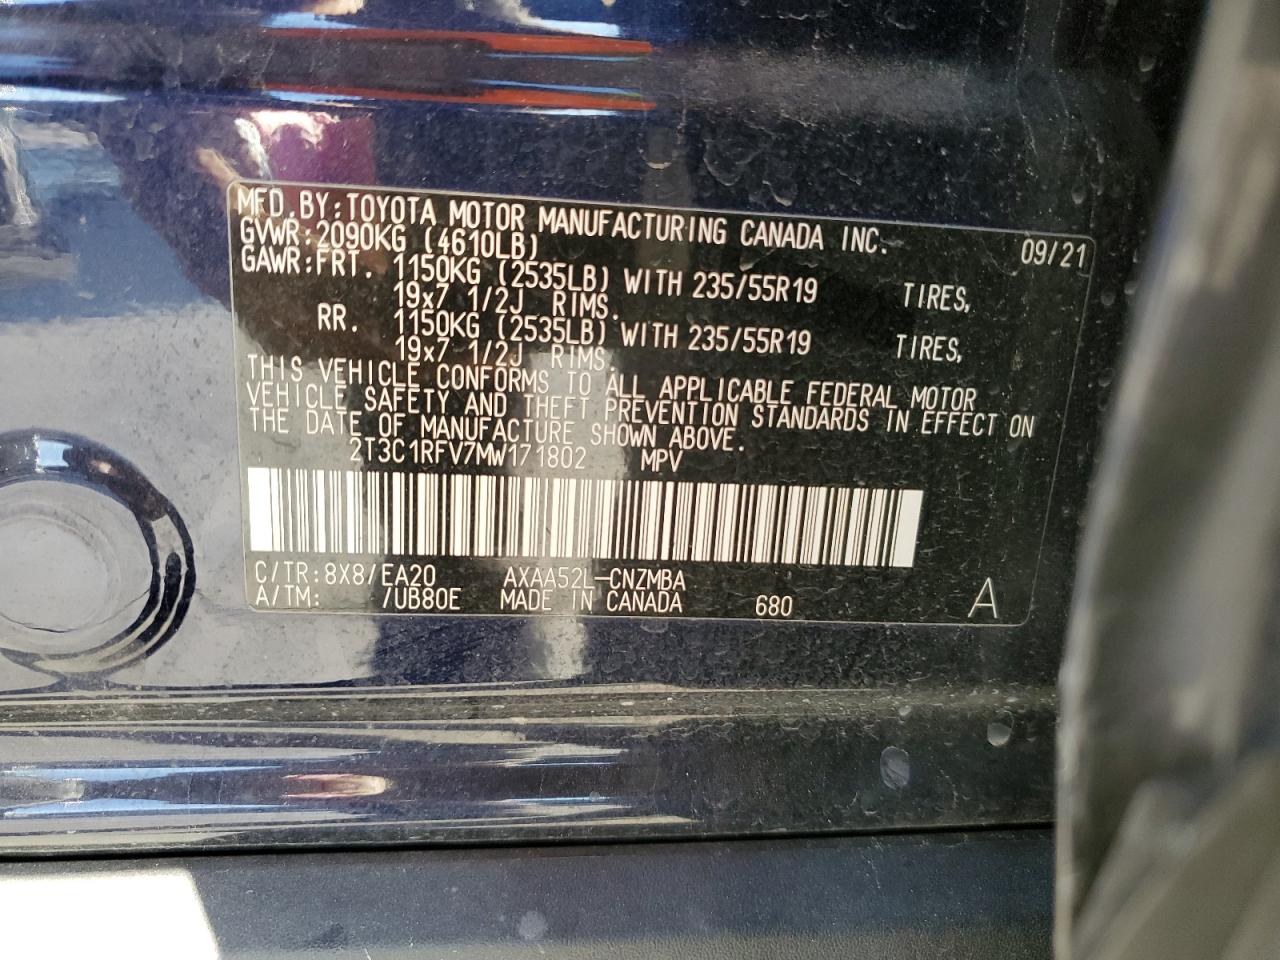 MFD.BY:TOYOTA MOTOR MANUFACTURING CANADA INC. 09/21
GVWR:2090KG (4610LB)
GAWR:FRT. 1150KG (2535LB) WITH 235/55R19 TIRES,
19x7 1/2J RIMS.
RR. 1150KG (2535LB) WITH 235/55R19 TIRES,
19x7 1/2J RIMS.
THIS VEHICLE CONFORMS TO ALL APPLICABLE FEDERAL MOTOR
VEHICLE SAFETY AND THEFT PREVENTION STANDARDS IN EFFECT ON
THE DATE OF MANUFACTURE SHOWN ABOVE.
2T3C1RFV7MW171802 MPV
C/TR:8X8/EA20 AXAA52L-CNZMBA
A/TM: /UB80E MADE IN CANADA 680 A